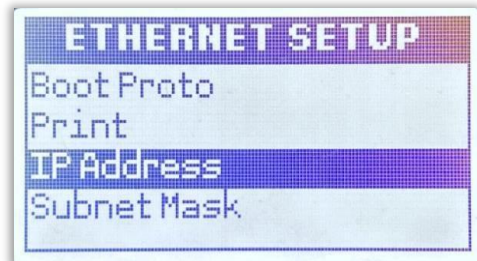 ETHERNET SETUP
Boot Proto
Print
IP Address
Subnet Mask